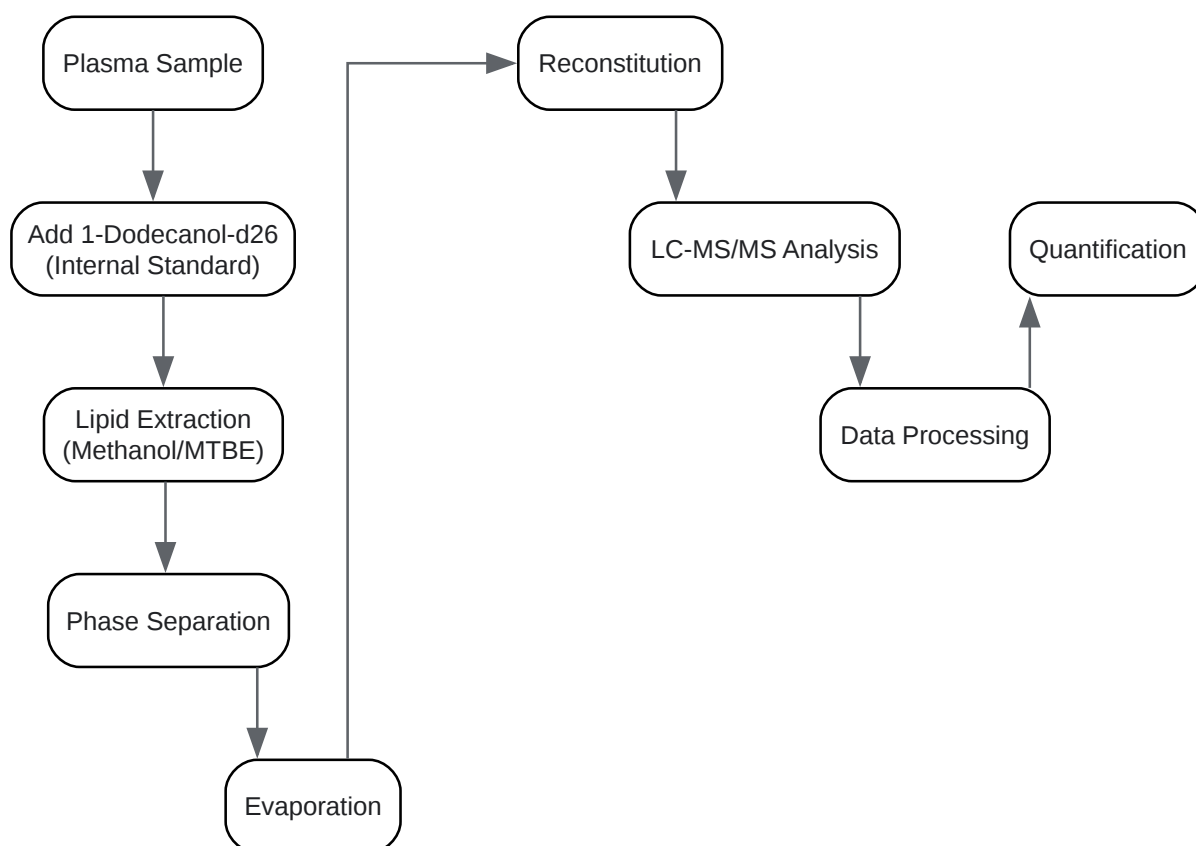 Plasma Sample
Add 1-Dodecanol-d26
(Internal Standard)
Lipid Extraction
(Methanol/MTBE)
Phase Separation
Evaporation
Reconstitution
LC-MS/MS Analysis
Data Processing
Quantification